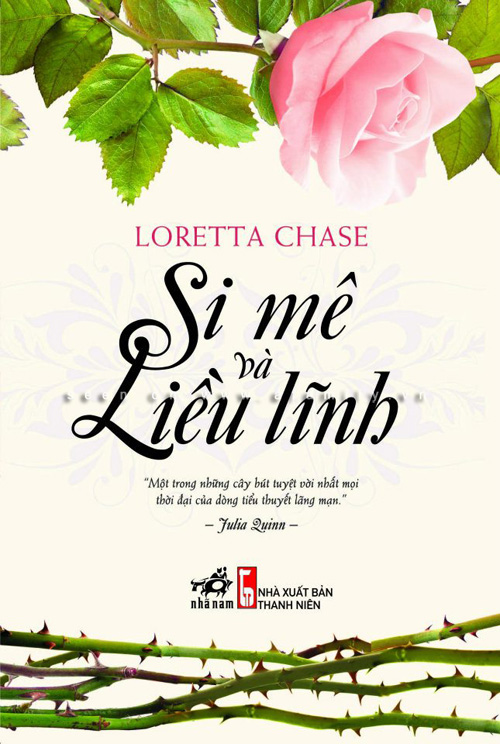 LORETTA CHASE
Si mê
và
Liều lĩnh
“Một trong những cây bút tuyệt vời nhất mọi
thời đại của dòng tiểu thuyết lãng mạn.”
– Julia Quinn –
nhã nam
NHÀ XUẤT BẢN
THANH NIÊN